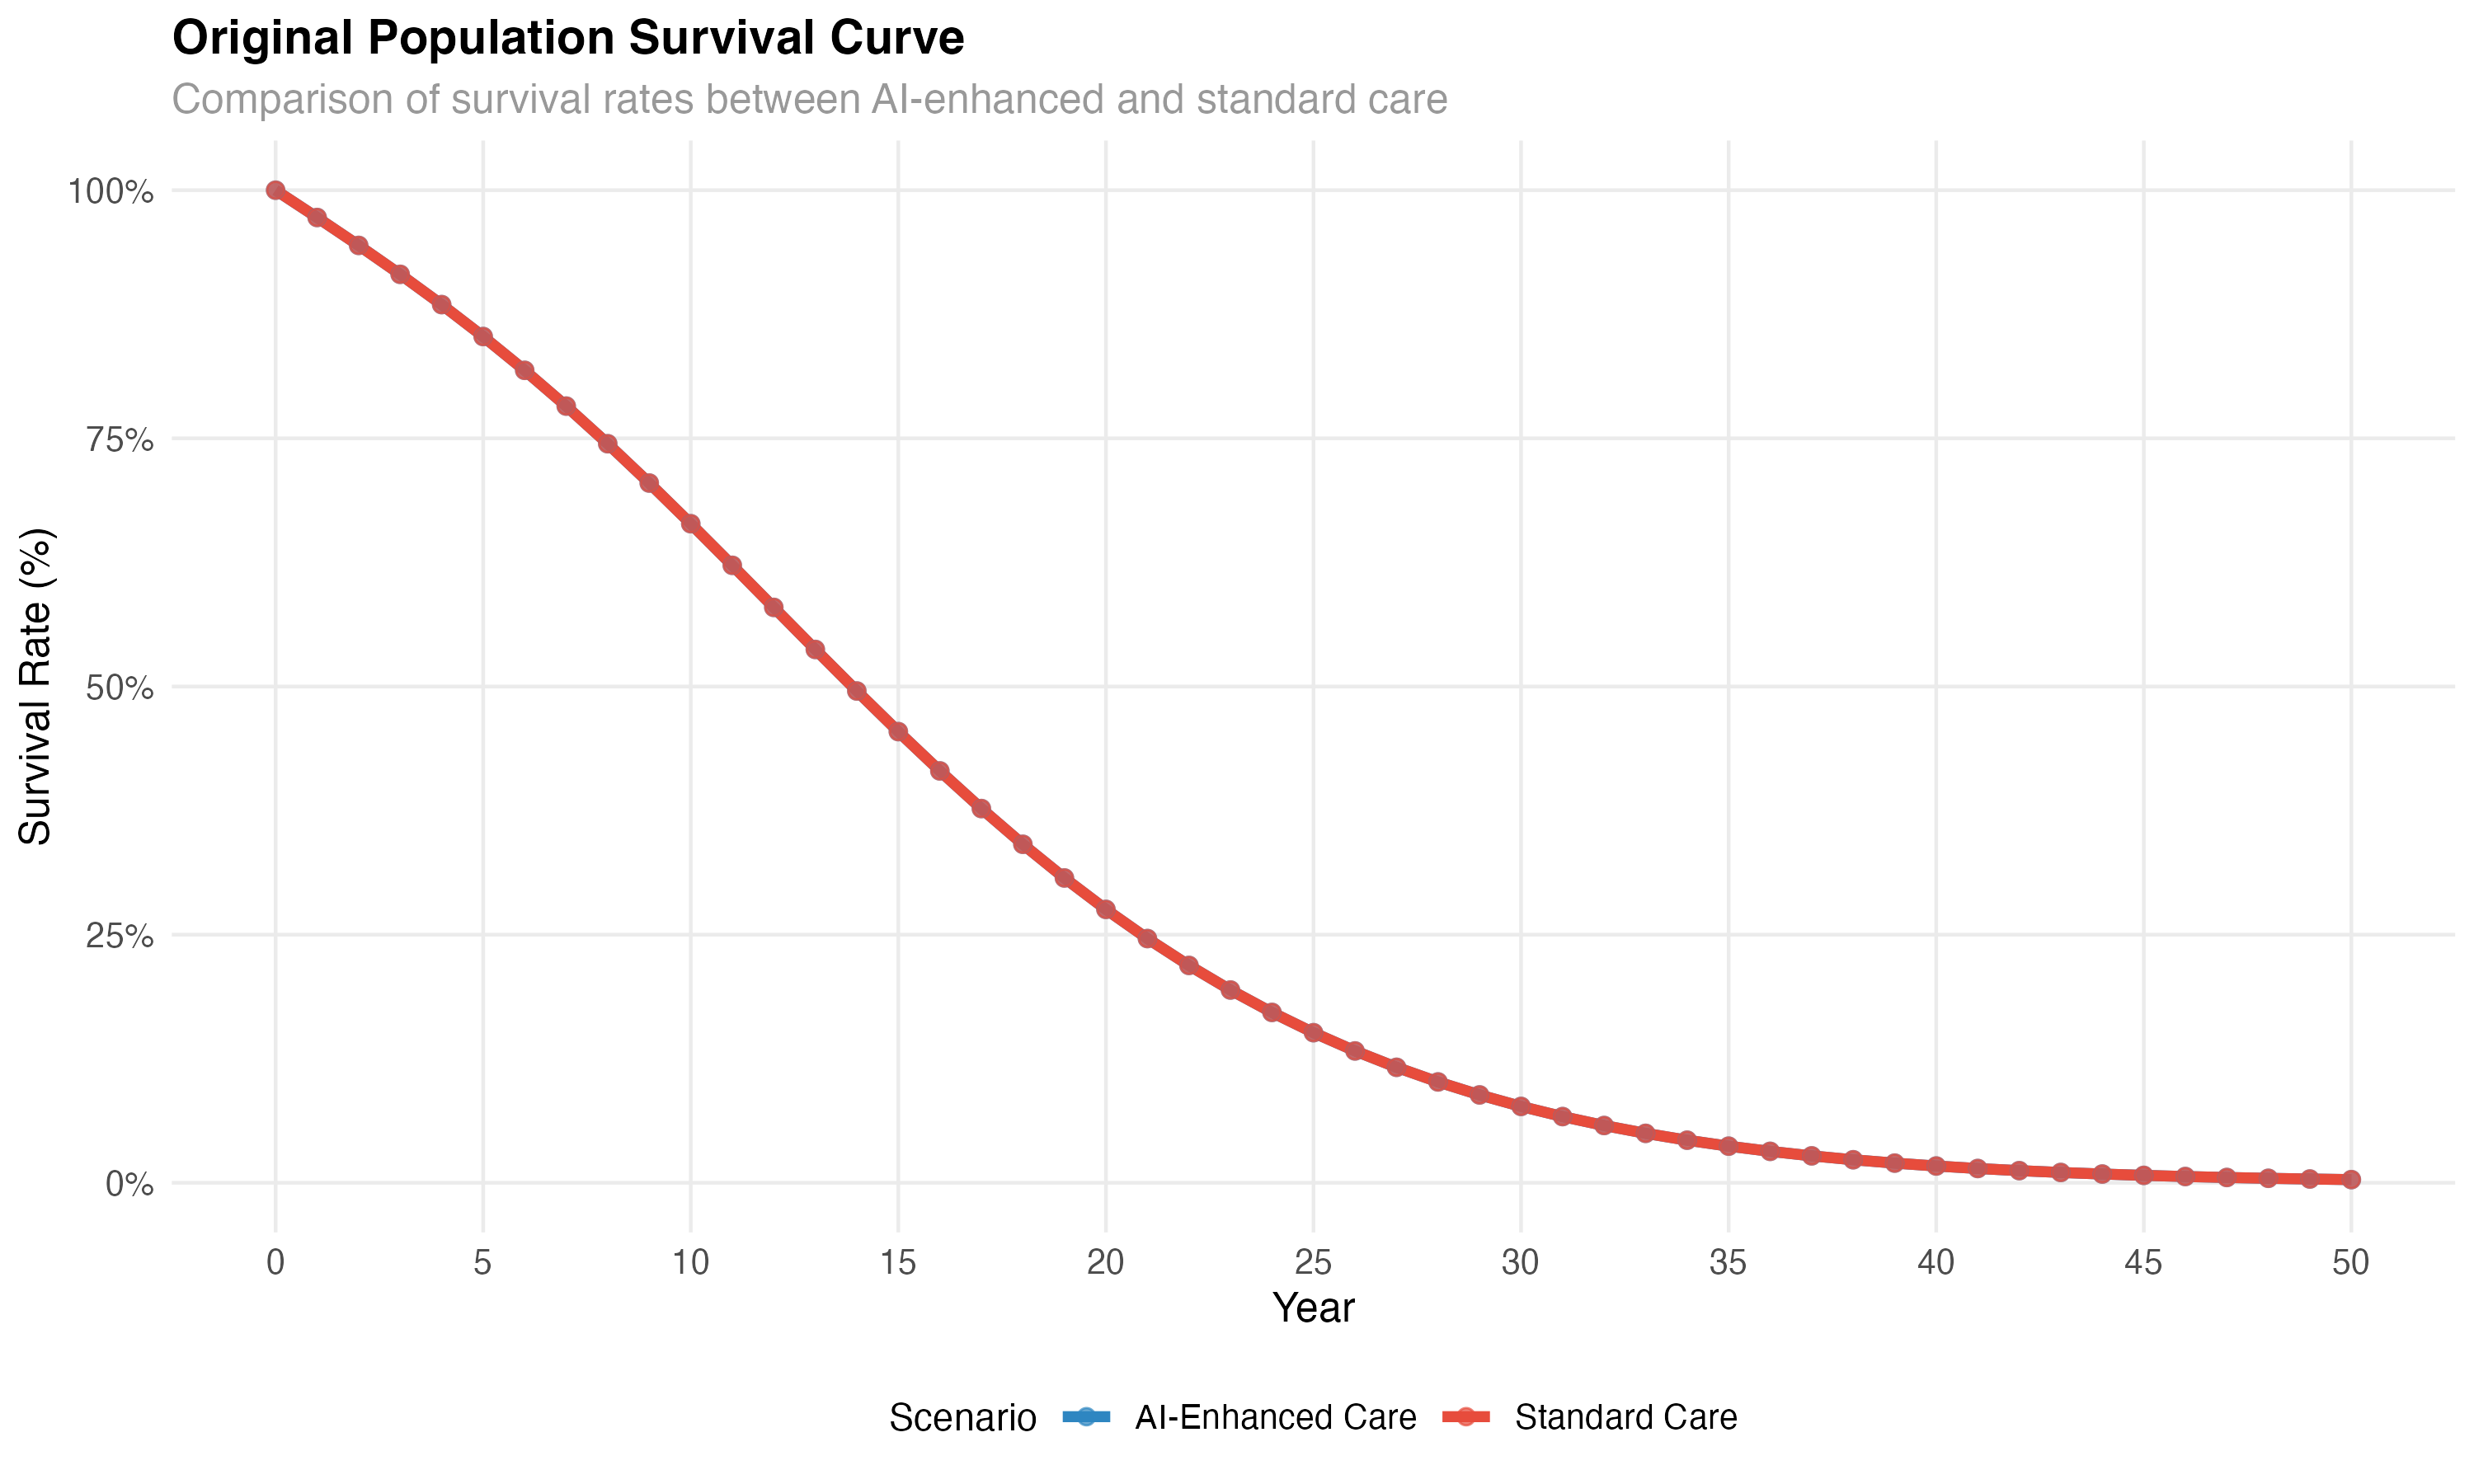 Original Population Survival Curve
Comparison of survival rates between AI-enhanced and standard care
Survival Rate (%)
100%
75%
50%
25%
0%
0 5 10 15 20 25 30 35 40 45 50
Year
Scenario AI-Enhanced Care Standard Care